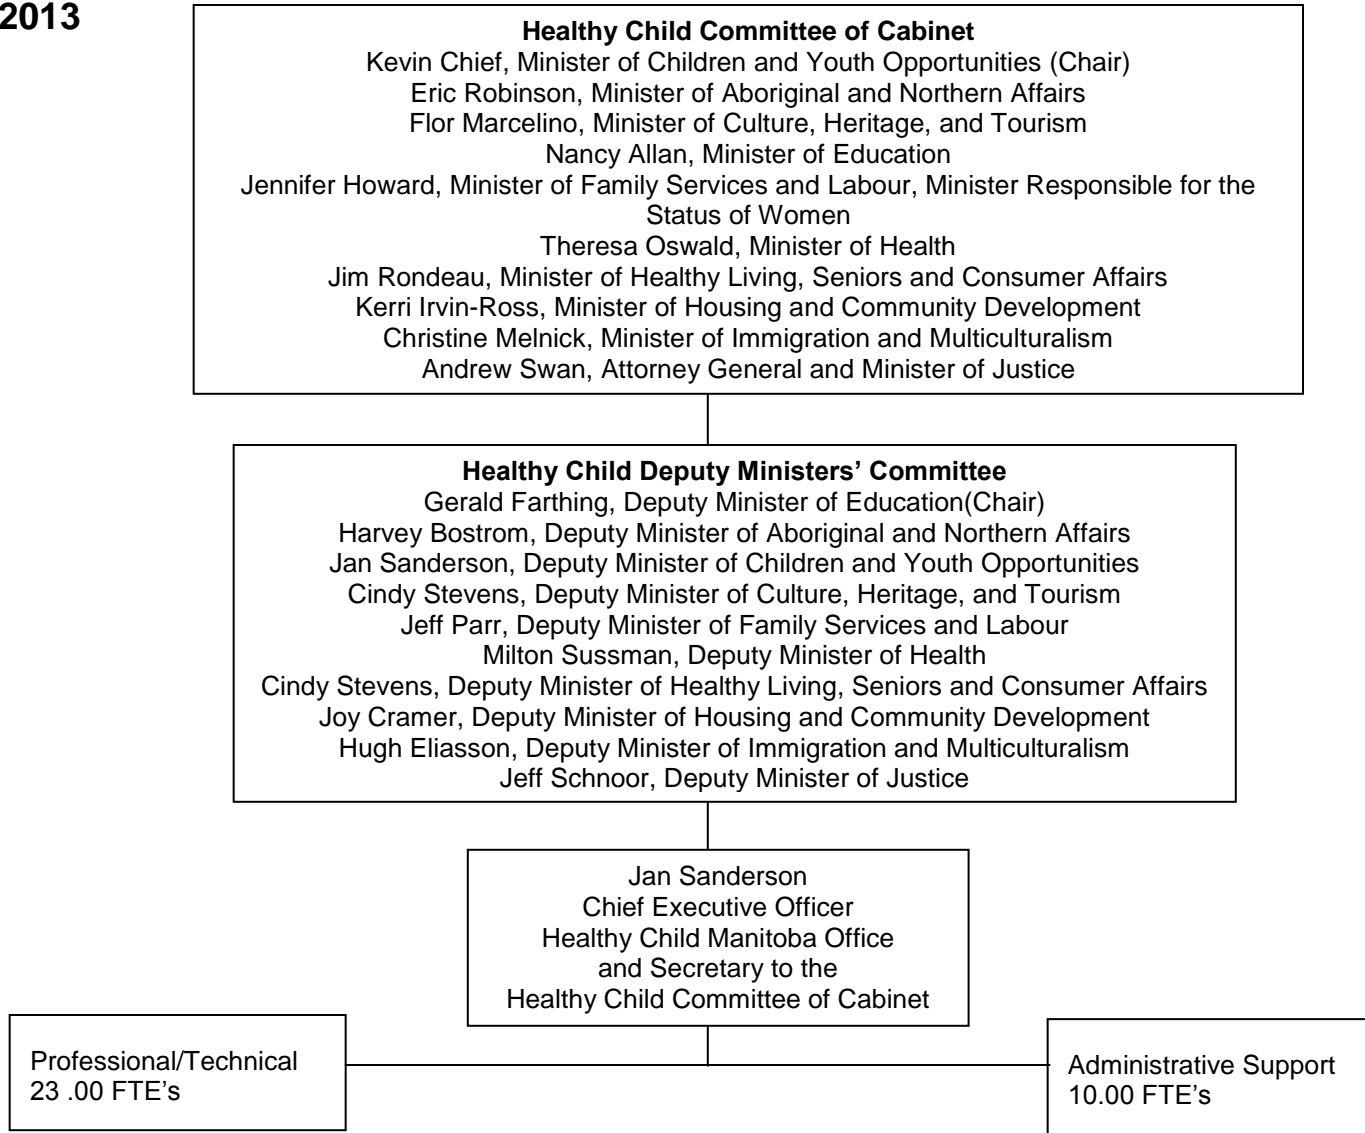 2013
Healthy Child Committee of Cabinet
Kevin Chief, Minister of Children and Youth Opportunities (Chair)
Eric Robinson, Minister of Aboriginal and Northern Affairs
Flor Marcelino, Minister of Culture, Heritage, and Tourism
Nancy Allan, Minister of Education
Jennifer Howard, Minister of Family Services and Labour, Minister Responsible for the
Status of Women
Theresa Oswald, Minister of Health
Jim Rondeau, Minister of Healthy Living, Seniors and Consumer Affairs
Kerri Irvin-Ross, Minister of Housing and Community Development
Christine Melnick, Minister of Immigration and Multiculturalism
Andrew Swan, Attorney General and Minister of Justice
Healthy Child Deputy Ministers’ Committee
Gerald Farthing, Deputy Minister of Education(Chair)
Harvey Bostrom, Deputy Minister of Aboriginal and Northern Affairs
Jan Sanderson, Deputy Minister of Children and Youth Opportunities
Cindy Stevens, Deputy Minister of Culture, Heritage, and Tourism
Jeff Parr, Deputy Minister of Family Services and Labour
Milton Sussman, Deputy Minister of Health
Cindy Stevens, Deputy Minister of Healthy Living, Seniors and Consumer Affairs
Joy Cramer, Deputy Minister of Housing and Community Development
Hugh Eliasson, Deputy Minister of Immigration and Multiculturalism
Jeff Schnoor, Deputy Minister of Justice
Jan Sanderson
Chief Executive Officer
Healthy Child Manitoba Office
and Secretary to the
Healthy Child Committee of Cabinet
Professional/Technical
23 .00 FTE’s
Administrative Support
10.00 FTE’s